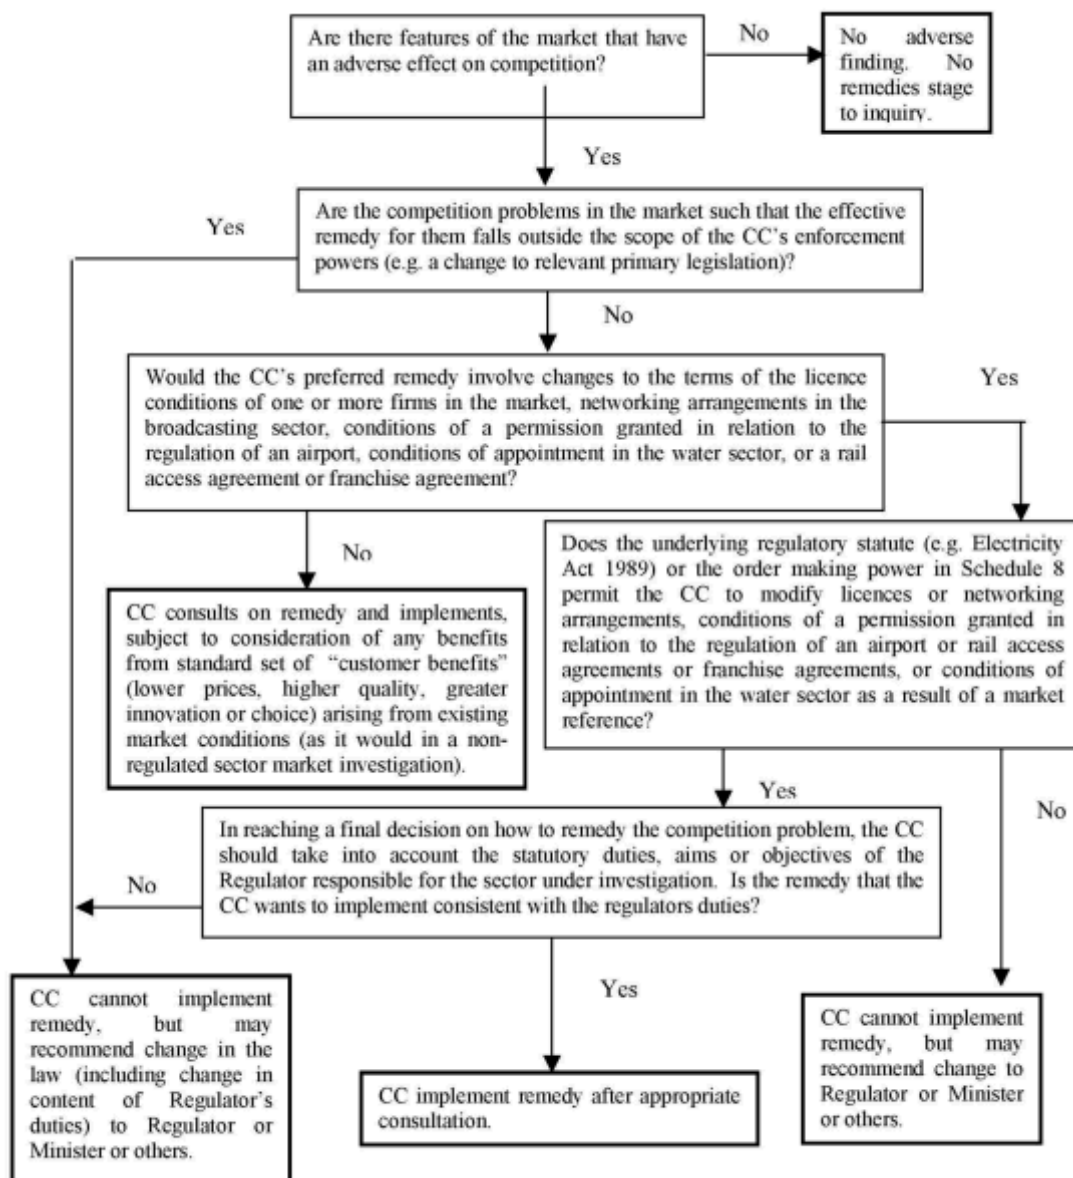 Are there features of the market that have
an adverse effect on competition?
No
No adverse
finding. No
remedies stage
to inquiry.
Yes
Are the competition problems in the market such that the effective
remedy for them falls outside the scope of the CC's enforcement
powers (e.g. a change to relevant primary legislation)?
Yes
No
Would the CC's preferred remedy involve changes to the terms of the licence
conditions of one or more firms in the market, networking arrangements in the
broadcasting sector, conditions of a permission granted in relation to the
regulation of an airport, conditions of appointment in the water sector, or a rail
access agreement or franchise agreement?
Yes
No
CC consults on remedy and implements,
subject to consideration of any benefits
from standard set of "customer benefits"
(lower prices, higher quality, greater
innovation or choice) arising from existing
market conditions (as it would in a non-
regulated sector market investigation).
Does the underlying regulatory statute (e.g. Electricity
Act 1989) or the order making power in Schedule 8
permit the CC to modify licences or networking
arrangements, conditions of a permission granted in
relation to the regulation of an airport or rail access
agreements or franchise agreements, or conditions of
appointment in the water sector as a result of a market
reference?
Yes
No
In reaching a final decision on how to remedy the competition problem, the CC
should take into account the statutory duties, aims or objectives of the
Regulator responsible for the sector under investigation. Is the remedy that the
CC wants to implement consistent with the regulators duties?
No
Yes
CC cannot implement
remedy, but may
recommend change in the
law (including change in
content of Regulator's
duties) to Regulator or
Minister or others.
CC implement remedy after appropriate
consultation.
CC cannot implement
remedy, but may
recommend change to
Regulator or Minister
or others.